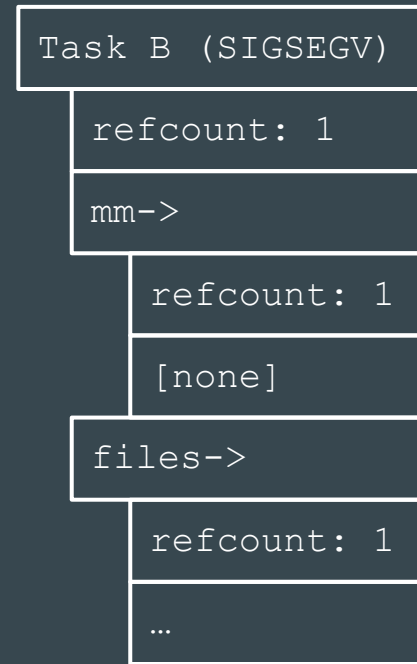 Task B (SIGSEGV)
refcount: 1
mm->
refcount: 1
[none]
files->
refcount: 1
…